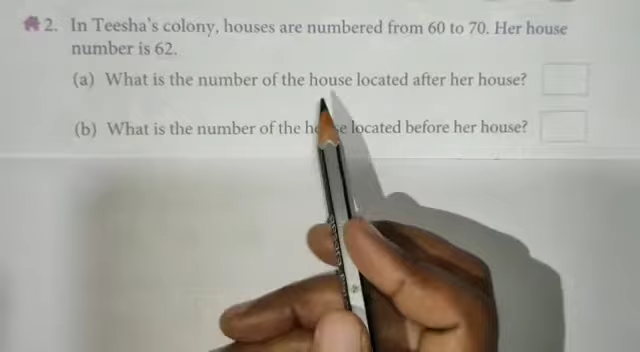 2. In Teesha's colony, houses are numbered from 60 to 70. Her house
number is 62.
(a) What is the number of the house located after her house?
(b) What is the number of the located before her house?